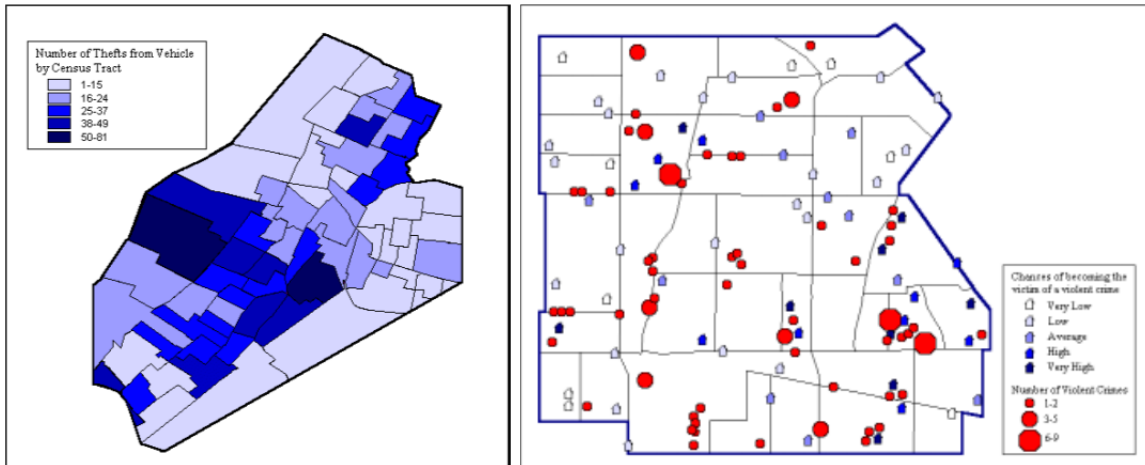 Number of Thefts from Vehicle
by Census Tract
1-15
16-24
25-37
38-49
50-81
Chances of becoming the
victim of a violent crime
Very Low
Low
Average
High
Very High
Number of Violent Crimes
1-2
3-5
6-9